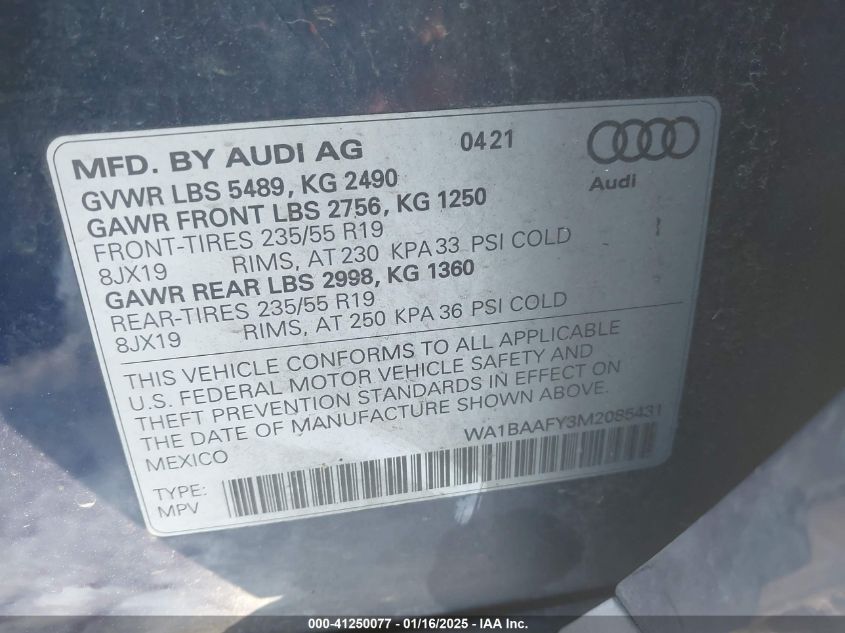 MFD. BY AUDI AG 0421
Audi
GVWR LBS 5489, KG 2490
GAWR FRONT LBS 2756, KG 1250
FRONT-TIRES 235/55 R19
8JX19 RIMS, AT 230 KPA 33 PSI COLD
GAWR REAR LBS 2998, KG 1360
REAR-TIRES 235/55 R19
8JX19 RIMS, AT 250 KPA 36 PSI COLD
THIS VEHICLE CONFORMS TO ALL APPLICABLE
U.S. FEDERAL MOTOR VEHICLE SAFETY AND
THEFT PREVENTION STANDARDS IN EFFECT ON
THE DATE OF MANUFACTURE SHOWN ABOVE.
MEXICO WA1BAAFY3M2085431
TYPE:
MPV
000-41250077 - 01/16/2025 - IAA Inc.